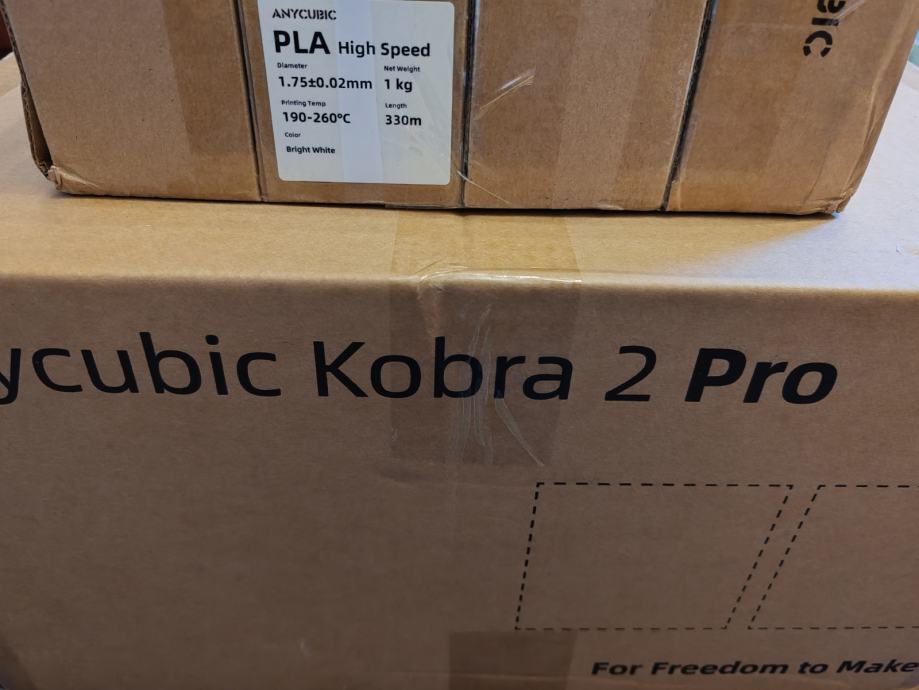 ANYCUBIC
PLA High Speed
Diameter Net Weight
1.75±0.02mm 1 kg
Printing Temp Length
190-260°C 330m
Color
Bright White
BIC
ycubic Kobra 2 Pro
For Freedom to Make